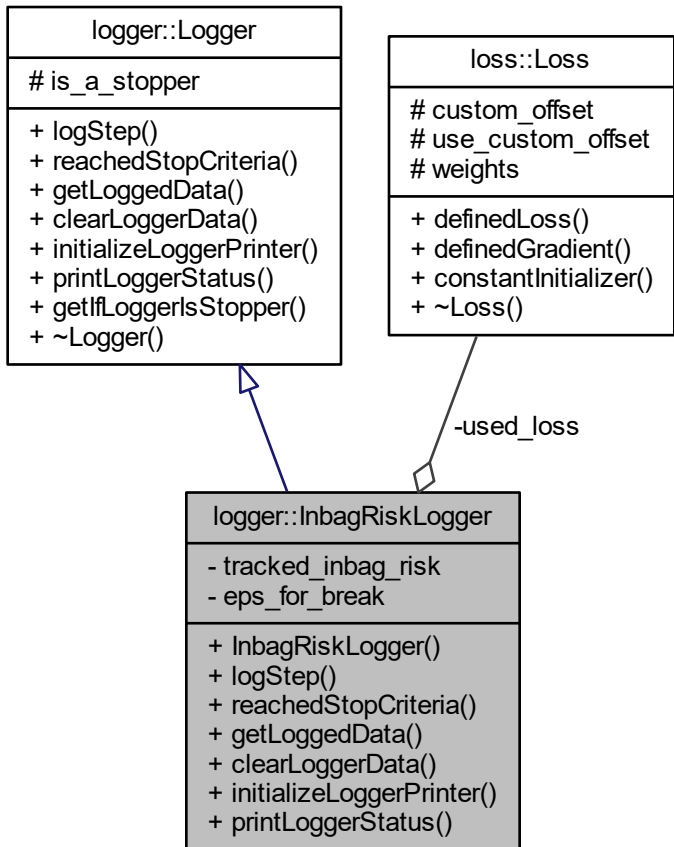 logger::Logger
# is_a_stopper
+ logStep()
+ reachedStopCriteria()
+ getLoggedData()
+ clearLoggerData()
+ initializeLoggerPrinter()
+ printLoggerStatus()
+ getIfLoggerIsStopper()
+ ~Logger()
loss::Loss
# custom_offset
# use_custom_offset
# weights
+ definedLoss()
+ definedGradient()
+ constantInitializer()
+ ~Loss()
-used_loss
logger::InbagRiskLogger
- tracked_inbag_risk
- eps_for_break
+ InbagRiskLogger()
+ logStep()
+ reachedStopCriteria()
+ getLoggedData()
+ clearLoggerData()
+ initializeLoggerPrinter()
+ printLoggerStatus()